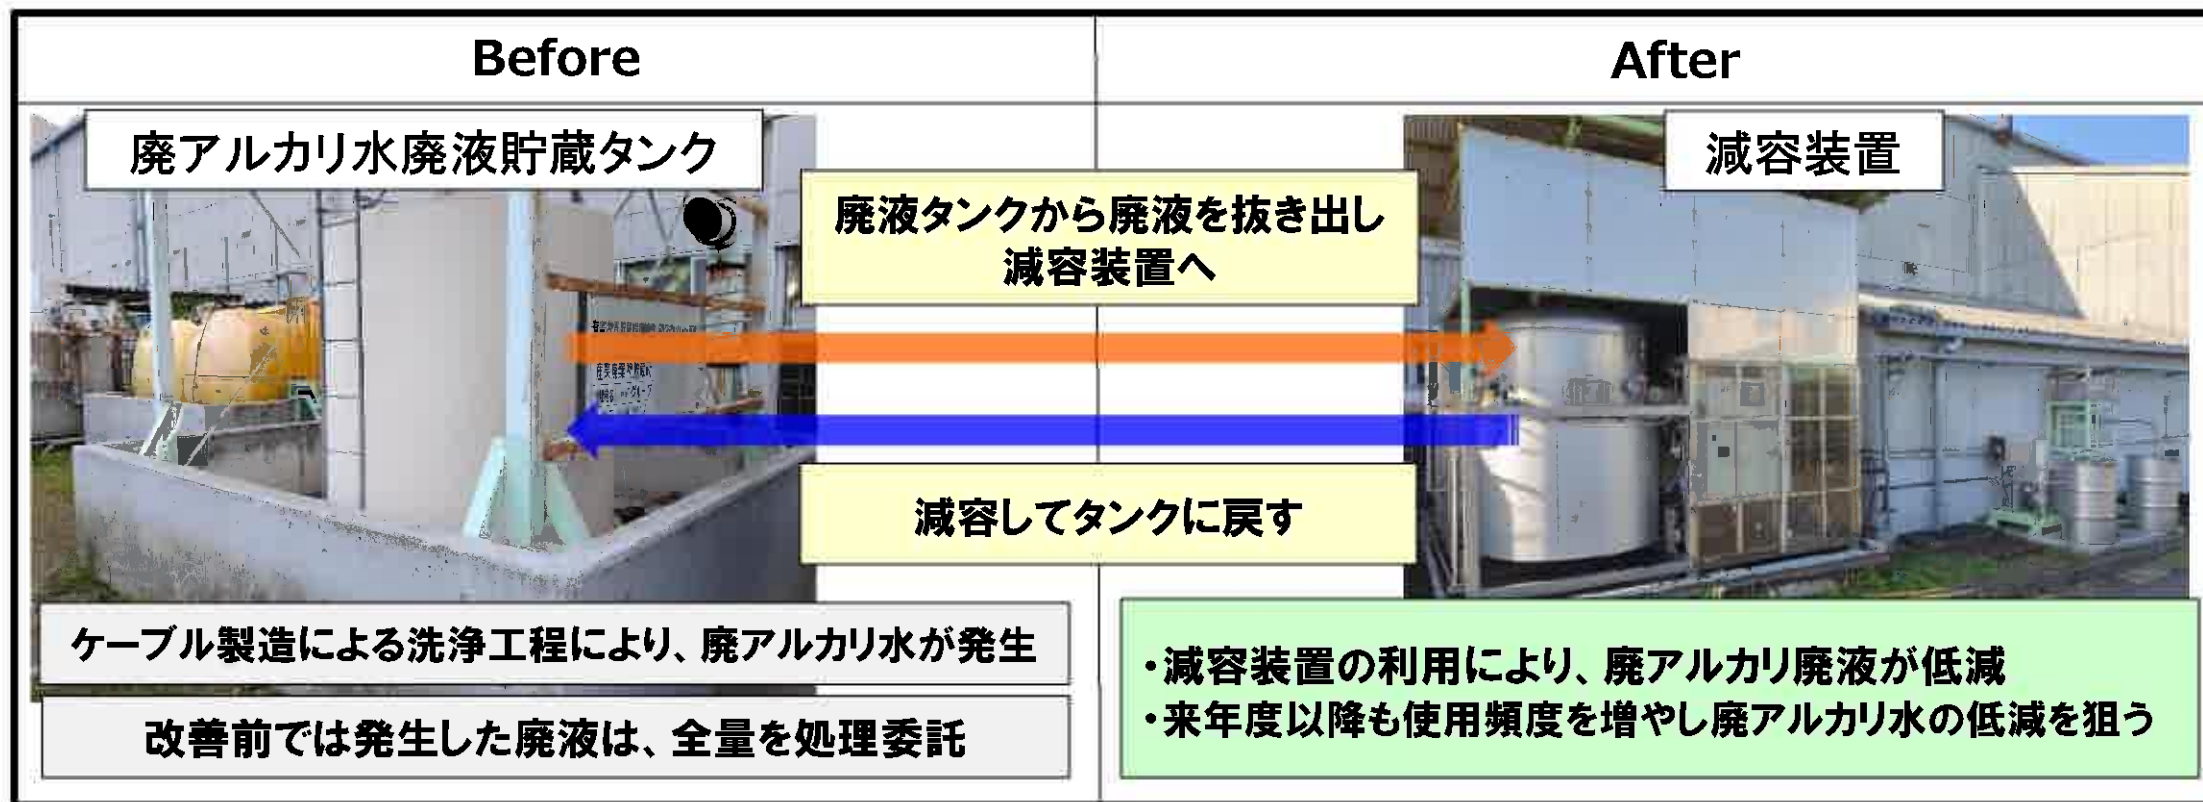 Before
After
廃アルカリ水廃液貯蔵タンク
減容装置
廃液タンクから廃液を抜き出し
減容装置へ
減容してタンクに戻す
ケーブル製造による洗浄工程により、廃アルカリ水が発生
改善前では発生した廃液は、全量を処理委託
・減容装置の利用により、廃アルカリ廃液が低減
・来年度以降も使用頻度を増やし廃アルカリ水の低減を狙う